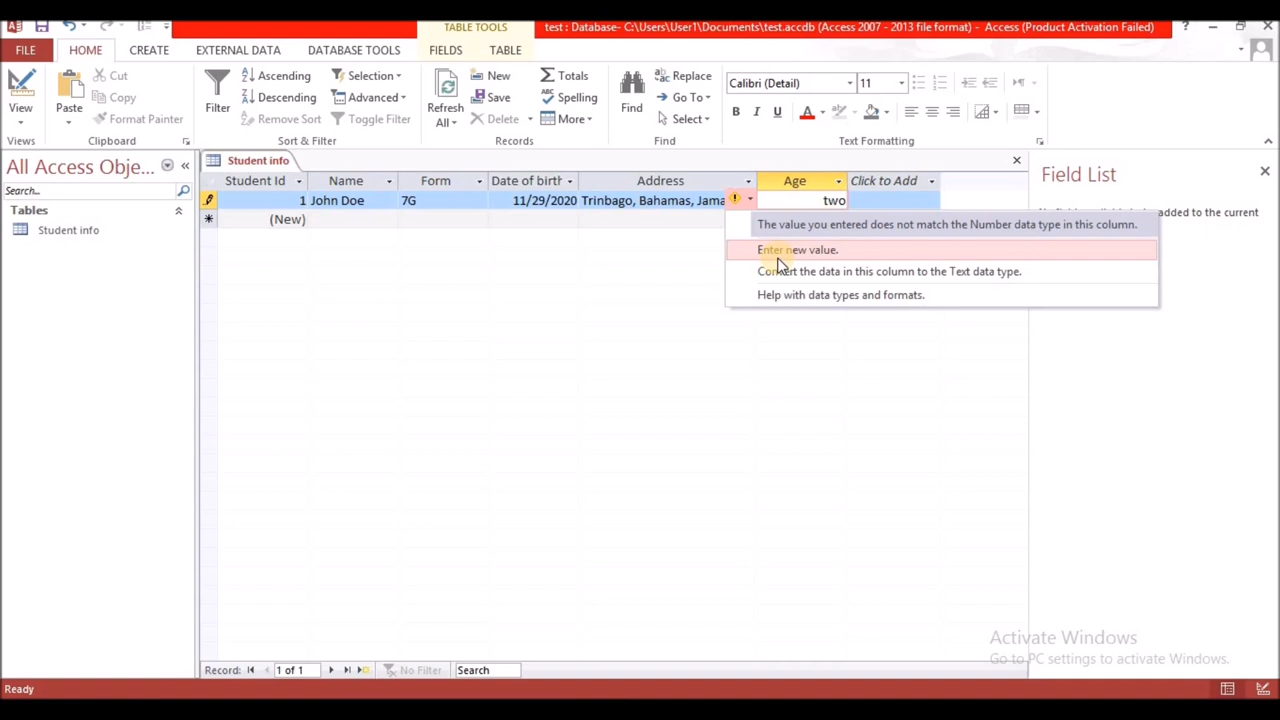 TABLE TOOLS
test : Database- C:\Users\User1\Documents\test.accdb (Access 2007 - 2013 file format) - Access (Product Activation Failed)
FILE HOME CREATE EXTERNAL DATA DATABASE TOOLS FIELDS TABLE
View
Views
Paste
Cut
Copy
Format Painter
Clipboard
Filter
Ascending
Descending
Remove Sort
Selection
Advanced
Toggle Filter
Sort & Filter
Refresh
All
New
Save
Delete
Totals
Spelling
More
Records
Find
Replace
Go To
Select
Find
Calibri (Detail) 11
B I U A
Text Formatting
All Access Obje...
Search...
Tables
Student info
Student info
Student Id Name Form Date of birth Address Age Click to Add
1 John Doe 7G 11/29/2020 Trinbago, Bahamas, Jama two
(New)
The value you entered does not match the Number data type in this column.
Enter new value.
Convert the data in this column to the Text data type.
Help with data types and formats.
Field List
added to the current
Activate Windows
Go to PC settings to activate Windows.
Record: 1 of 1 No Filter Search
Ready